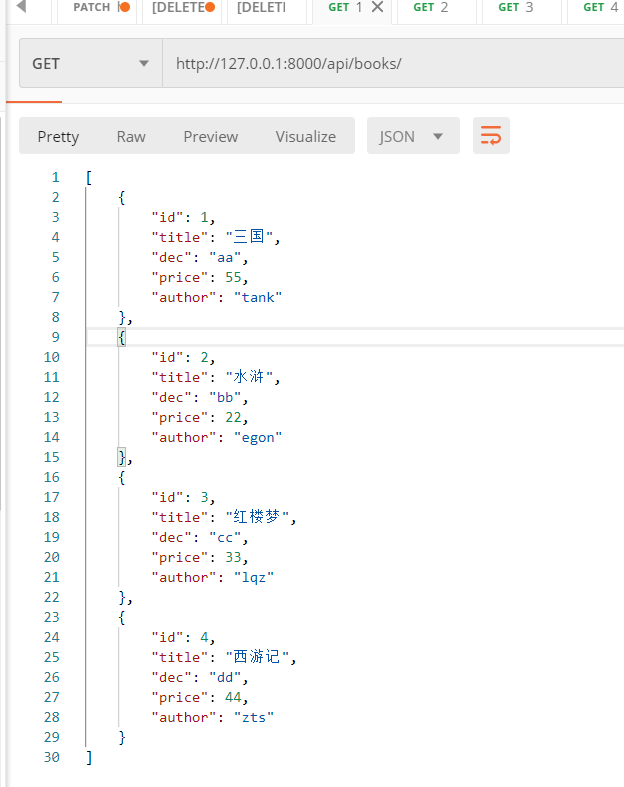 PATCH [DELETE [DELETI GET 1 GET 2 GET 3 GET 4
GET http://127.0.0.1:8000/api/books/
Pretty Raw Preview Visualize JSON
1 [
2 {
3 "id": 1,
4 "title": "三国",
5 "dec": "aa",
6 "price": 55,
7 "author": "tank"
8 },
9 {
10 "id": 2,
11 "title": "水浒",
12 "dec": "bb",
13 "price": 22,
14 "author": "egon"
15 },
16 {
17 "id": 3,
18 "title": "红楼梦",
19 "dec": "cc",
20 "price": 33,
21 "author": "lqz"
22 },
23 {
24 "id": 4,
25 "title": "西游记",
26 "dec": "dd",
27 "price": 44,
28 "author": "zts"
29 }
30 ]